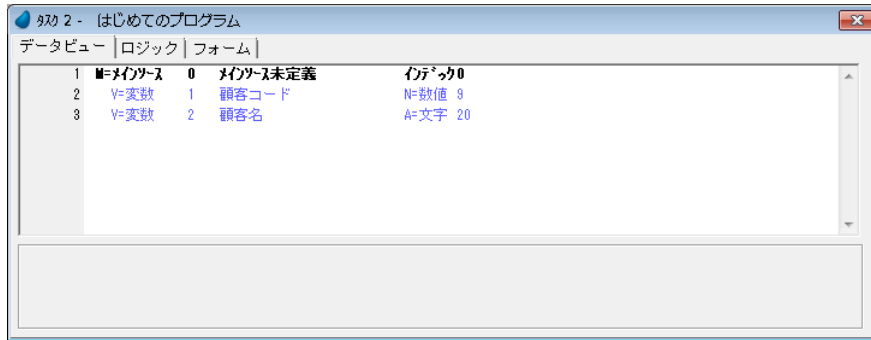 ﾀｽｸ 2 - はじめてのプログラム
データビュー ロジック フォーム
1 M=ﾒｲﾝｿｰｽ 0 ﾒｲﾝｿｰｽ未定義 ｲﾝﾃﾞｯｸ0
2 V=変数 1 顧客コード N=数値 9
3 V=変数 2 顧客名 A=文字 20